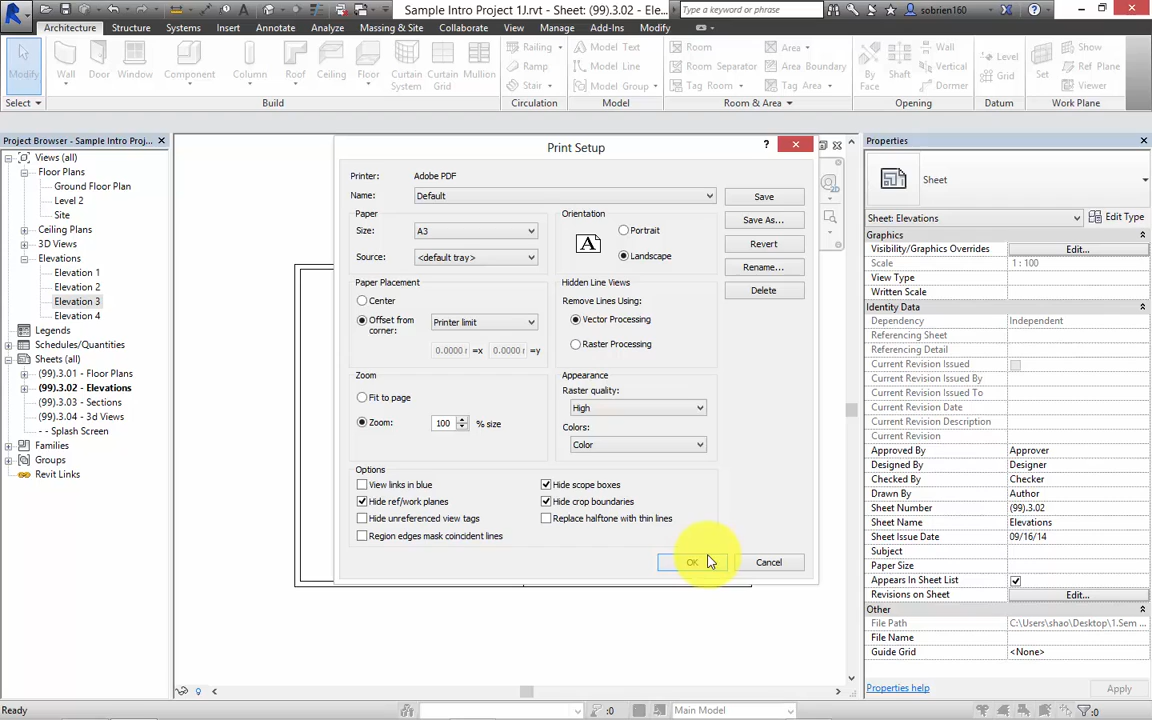 Sample Intro Project 1J.rvt - Sheet: (99).3.02 - Elevations...
Type a keyword or phrase
sobrien160
Architecture Structure Systems Insert Annotate Analyze Massing & Site Collaborate View Manage Add-Ins Modify
Modify
Wall
Door
Window
Component
Column
Roof
Ceiling
Floor
Curtain System
Curtain Grid
Mullion
Railing
Ramp
Stair
Model Text
Model Line
Model Group
Room
Room Separator
Tag Room
Area
Area Boundary
Tag Area
By Face
Shaft
Wall
Vertical
Dormer
Level
Grid
Set
Show
Ref Plane
Viewer
Select
Build
Circulation
Model
Room & Area
Opening
Datum
Work Plane
Project Browser - Sample Intro Proj...
Views (all)
Floor Plans
Ground Floor Plan
Level 2
Site
Ceiling Plans
3D Views
Elevations
Elevation 1
Elevation 2
Elevation 3
Elevation 4
Legends
Schedules/Quantities
Sheets (all)
(99).3.01 - Floor Plans
(99).3.02 - Elevations
(99).3.03 - Sections
(99).3.04 - 3d Views
- - Splash Screen
Families
Groups
Revit Links
Print Setup
?
Printer: Adobe PDF
Name: Default
Save
Save As...
Revert
Rename...
Delete
Paper
Size: A3
Source: <default tray>
Orientation
A
Portrait
Landscape
Paper Placement
Center
Offset from corner:
Printer limit
0.0000 =x 0.0000 =y
Hidden Line Views
Remove Lines Using:
Vector Processing
Raster Processing
Zoom
Fit to page
Zoom: 100 % size
Appearance
Raster quality:
High
Colors:
Color
Options
View links in blue
Hide ref/work planes
Hide unreferenced view tags
Region edges mask coincident lines
Hide scope boxes
Hide crop boundaries
Replace halftone with thin lines
OK
Cancel
Properties
Sheet
Sheet: Elevations
Edit Type
Graphics
Visibility/Graphics Overrides Edit...
Scale 1 : 100
View Type
Written Scale
Identity Data
Dependency Independent
Referencing Sheet
Referencing Detail
Current Revision Issued
Current Revision Issued By
Current Revision Issued To
Current Revision Date
Current Revision Description
Current Revision
Approved By Approver
Designed By Designer
Checked By Checker
Drawn By Author
Sheet Number (99).3.02
Sheet Name Elevations
Sheet Issue Date 09/16/14
Subject
Paper Size
Appears In Sheet List
Revisions on Sheet Edit...
Other
File Path C:\Users\shao\Desktop\1.Sem ...
File Name
Guide Grid <None>
Properties help
Apply
Ready
:0
Main Model
:0